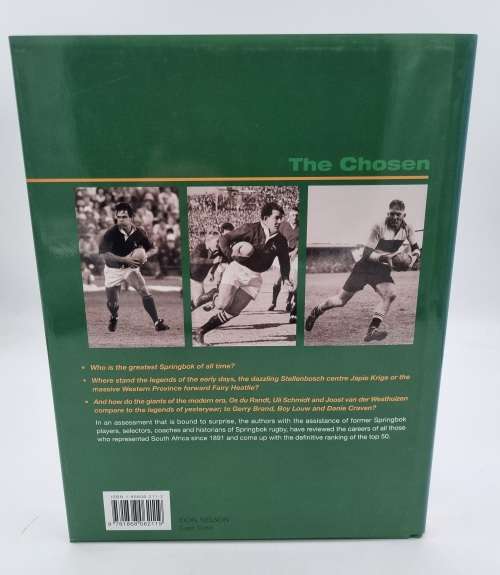 The Chosen
• Who is the greatest Springbok of all time?
• Where stand the legends of the early days, the dazzling Stellenbosch centre Japie Krige or the
massive Western Province forward Fairy Heatlie?
• And how do the giants of the modern era, Os du Randt, Uli Schmidt and Joost van der Westhuizen
compare to the legends of yesteryear; to Gerry Brand, Boy Louw and Danie Craven?
In an assessment that is bound to surprise, the authors with the assistance of former Springbok
players, selectors, coaches and historians of Springbok rugby, have reviewed the careers of all those
who represented South Africa since 1891 and come up with the definitive ranking of the top 50.
DON NELSON
Cape Town